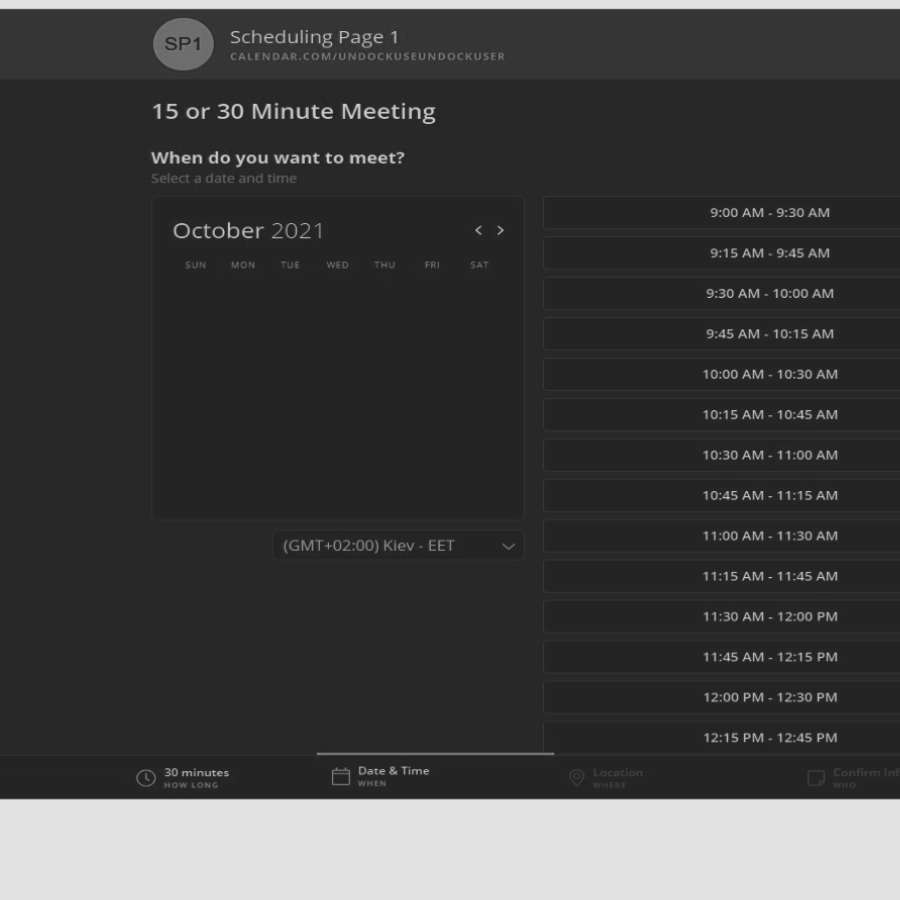 SP1
Scheduling Page 1
CALENDAR.COM/UNDOCKUSEUNDOCKUSER
15 or 30 Minute Meeting
When do you want to meet?
Select a date and time
October 2021
< >
SUN MON TUE WED THU FRI SAT
(GMT+02:00) Kiev - EET
9:00 AM - 9:30 AM
9:15 AM - 9:45 AM
9:30 AM - 10:00 AM
9:45 AM - 10:15 AM
10:00 AM - 10:30 AM
10:15 AM - 10:45 AM
10:30 AM - 11:00 AM
10:45 AM - 11:15 AM
11:00 AM - 11:30 AM
11:15 AM - 11:45 AM
11:30 AM - 12:00 PM
11:45 AM - 12:15 PM
12:00 PM - 12:30 PM
12:15 PM - 12:45 PM
30 minutes
HOW LONG
Date & Time
WHEN
Location
WHERE
Confirm Inf
WHO